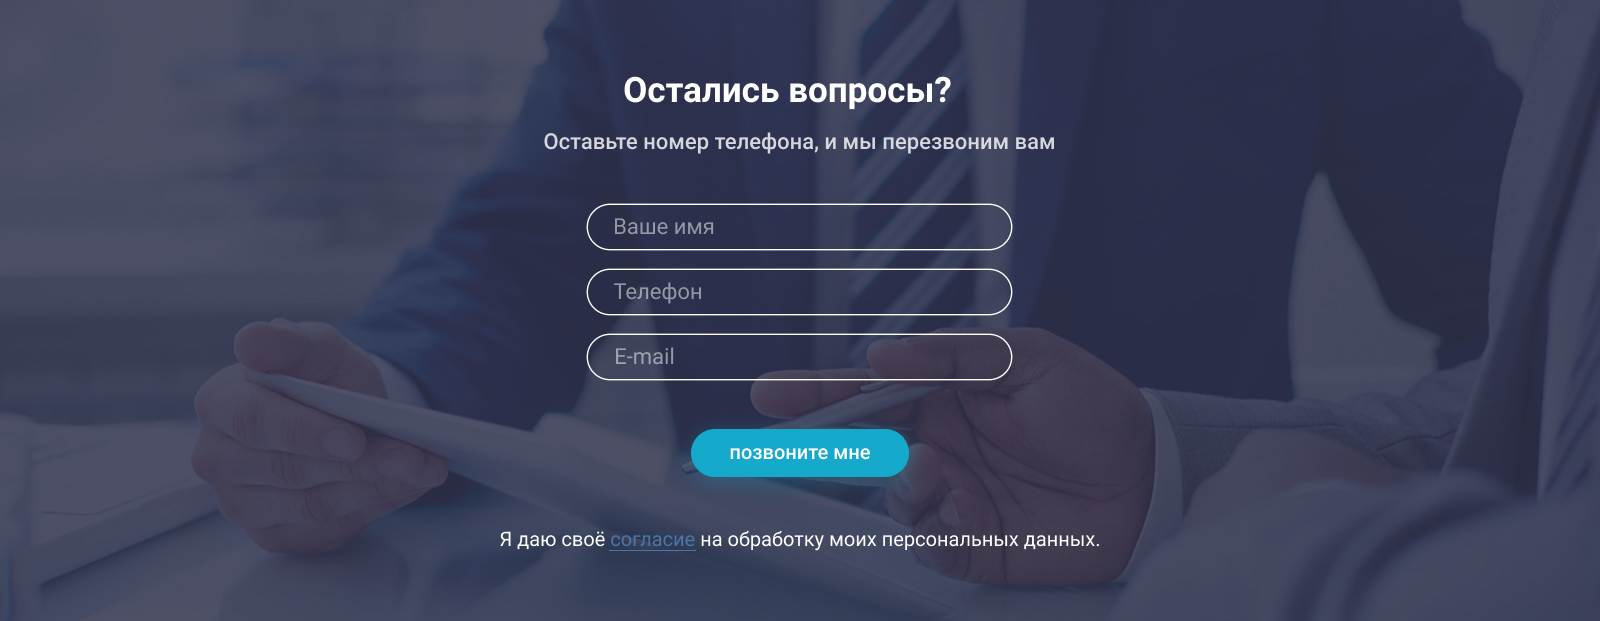 Остались вопросы?
Оставьте номер телефона, и мы перезвоним вам
Ваше имя
Телефон
E-mail
позвоните мне
Я даю своё согласие на обработку моих персональных данных.